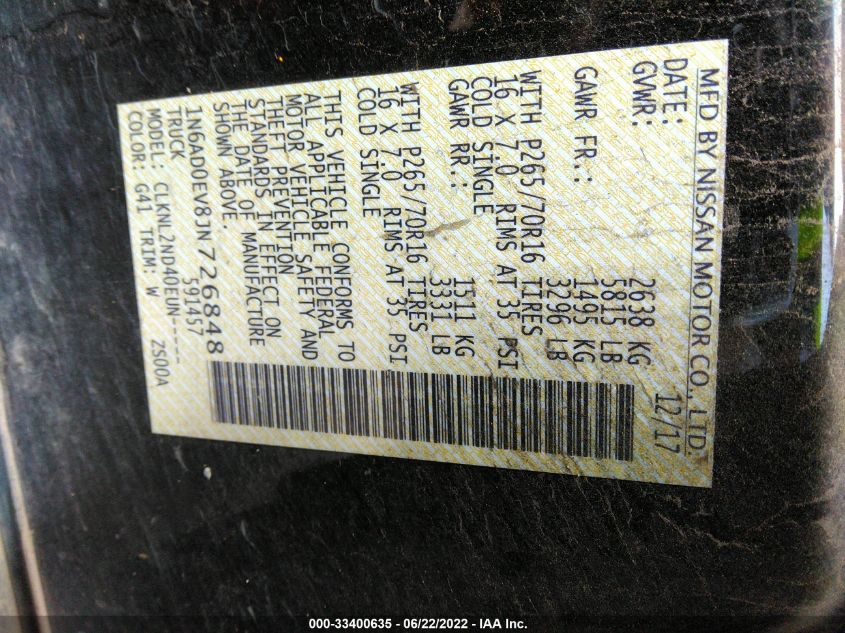 MFD BY NISSAN MOTOR CO., LTD.
DATE: 12/17
GVWR: 2638 KG
5815 LB
GAWR FR.: 1495 KG
3296 LB
WITH P265/70R16 TIRES
16 X 7.0 RIMS AT 35 PSI
COLD SINGLE
GAWR RR.: 1511 KG
3331 LB
WITH P265/70R16 TIRES
16 X 7.0 RIMS AT 35 PSI
COLD SINGLE
THIS VEHICLE CONFORMS TO
ALL APPLICABLE FEDERAL
MOTOR VEHICLE SAFETY AND
THEFT PREVENTION
STANDARDS IN EFFECT ON
THE DATE OF MANUFACTURE
SHOWN ABOVE.
1N6AD0EV8JN726848
TRUCK 591457
MODEL: CLKNL2ND40EUN-----
COLOR: G41 TRIM: W ZS00A
000-33400635 - 06/22/2022 - IAA Inc.